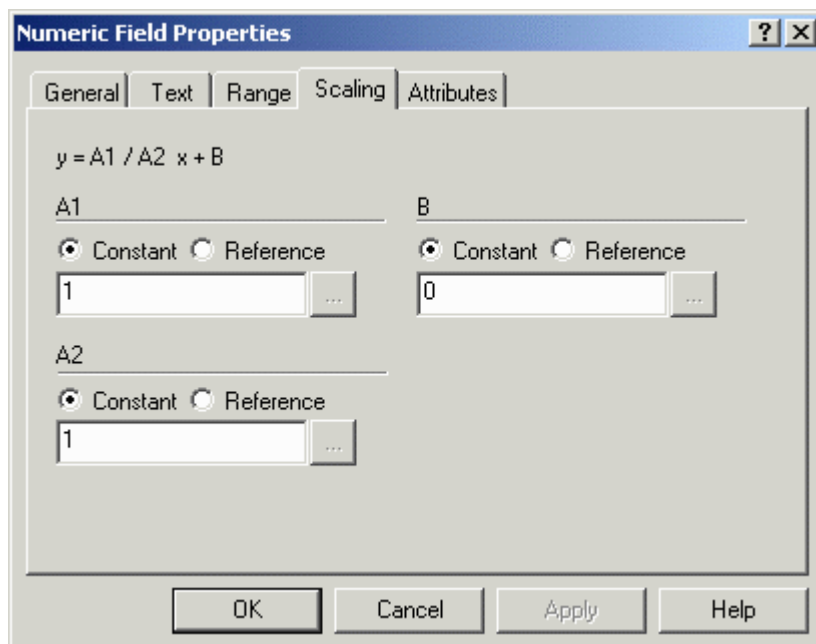 Numeric Field Properties
General Text Range Scaling Attributes
y = A1 / A2 x + B
A1 B
Constant Reference Constant Reference
1 ... 0 ...
A2
Constant Reference
1 ...
OK Cancel Apply Help